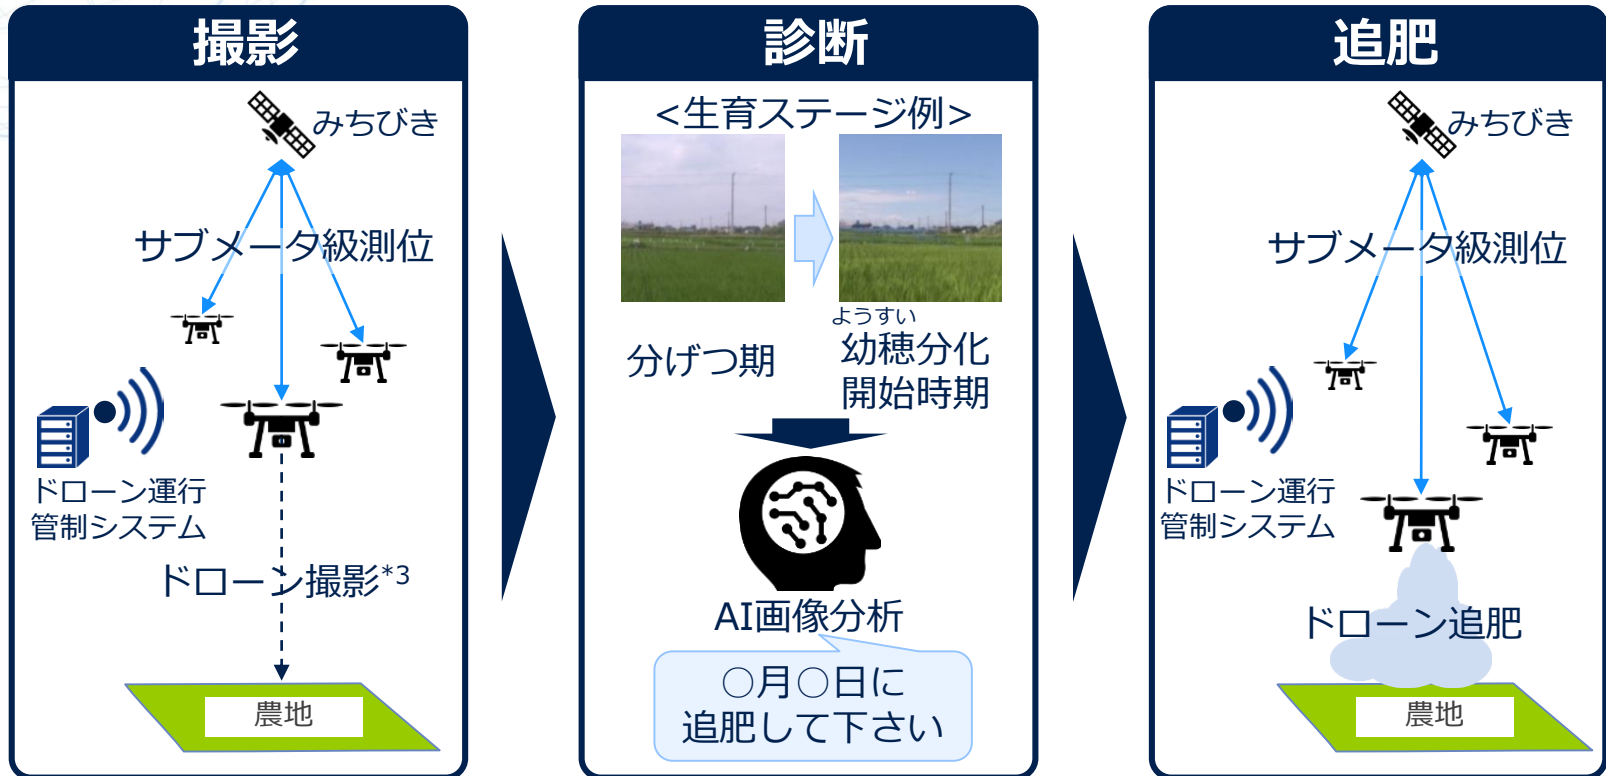 撮影
みちびき
サブメータ級測位
ドローン運行
管制システム
ドローン撮影*3
農地
診断
<生育ステージ例>
分げつ期
ようすい
幼穂分化
開始時期
AI画像分析
○月○日に
追肥して下さい
追肥
みちびき
サブメータ級測位
ドローン運行
管制システム
ドローン追肥
農地